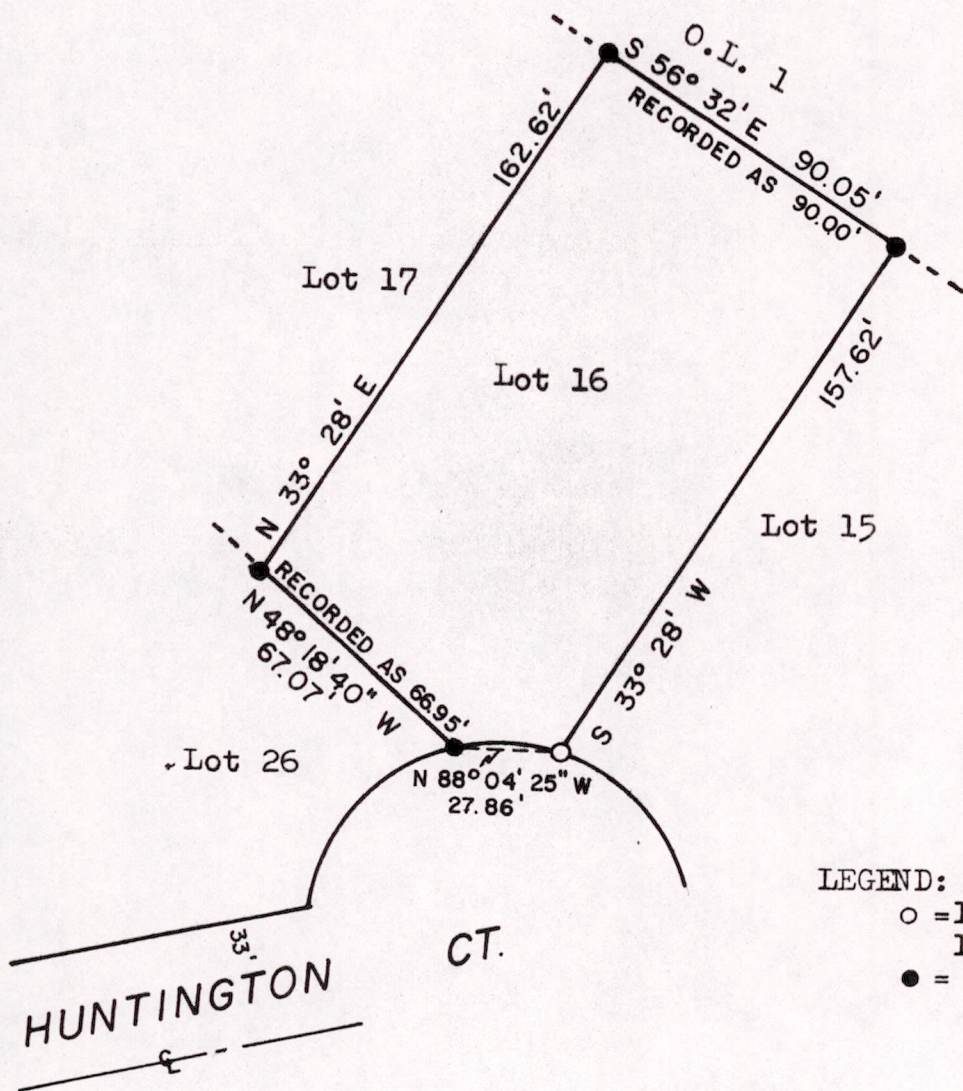 O.L. 1
S 56° 32' E 90.05'
RECORDED AS 90.00'
162.62'
Lot 17
N 33° 28' E
Lot 16
157.62'
Lot 15
S 33° 28' W
RECORDED AS 66.95'
N 48° 18' 40" W
67.07'
Lot 26
N 88° 04' 25" W
27.86'
33'
HUNTINGTON CT.
℄
LEGEND:
○ =
● =